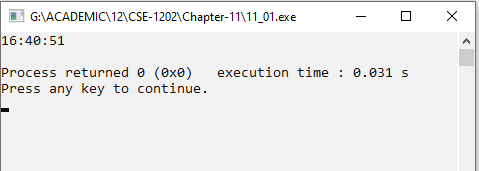 G:\ACADEMIC\12\CSE-1202\Chapter-11\11_01.exe
16:40:51
Process returned 0 (0x0)   execution time : 0.031 s
Press any key to continue.